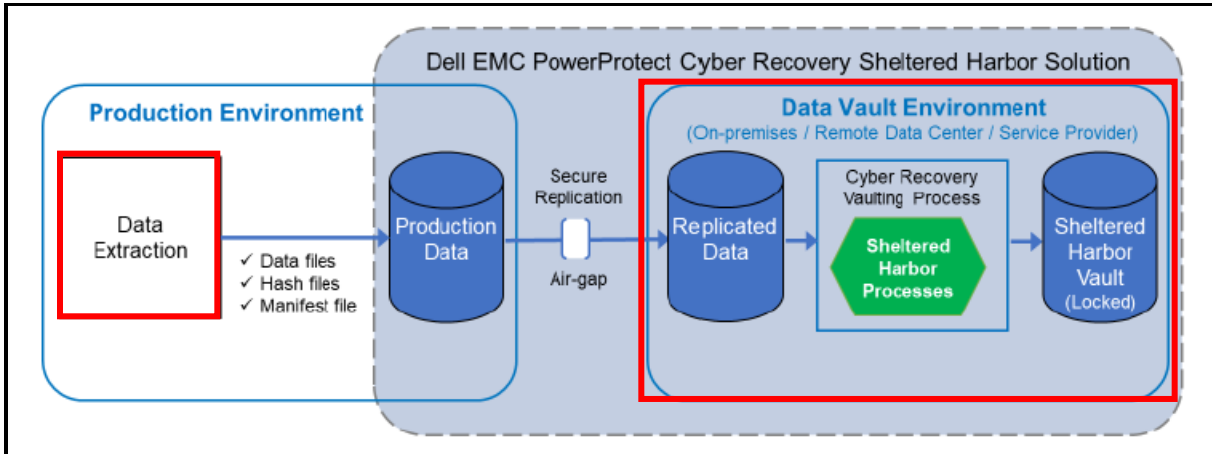 Dell EMC PowerProtect Cyber Recovery Sheltered Harbor Solution
Production Environment
Data
Extraction
✓ Data files
✓ Hash files
✓ Manifest file
Production
Data
Secure
Replication
Air-gap
Data Vault Environment
(On-premises / Remote Data Center / Service Provider)
Replicated
Data
Cyber Recovery
Vaulting Process
Sheltered
Harbor
Processes
Sheltered
Harbor
Vault
(Locked)